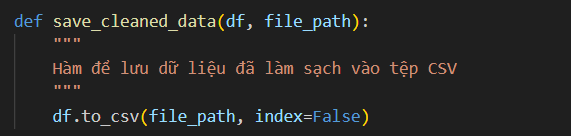 def save_cleaned_data(df, file_path):
    """
    Hàm để lưu dữ liệu đã làm sạch vào tệp CSV
    """
    df.to_csv(file_path, index=False)